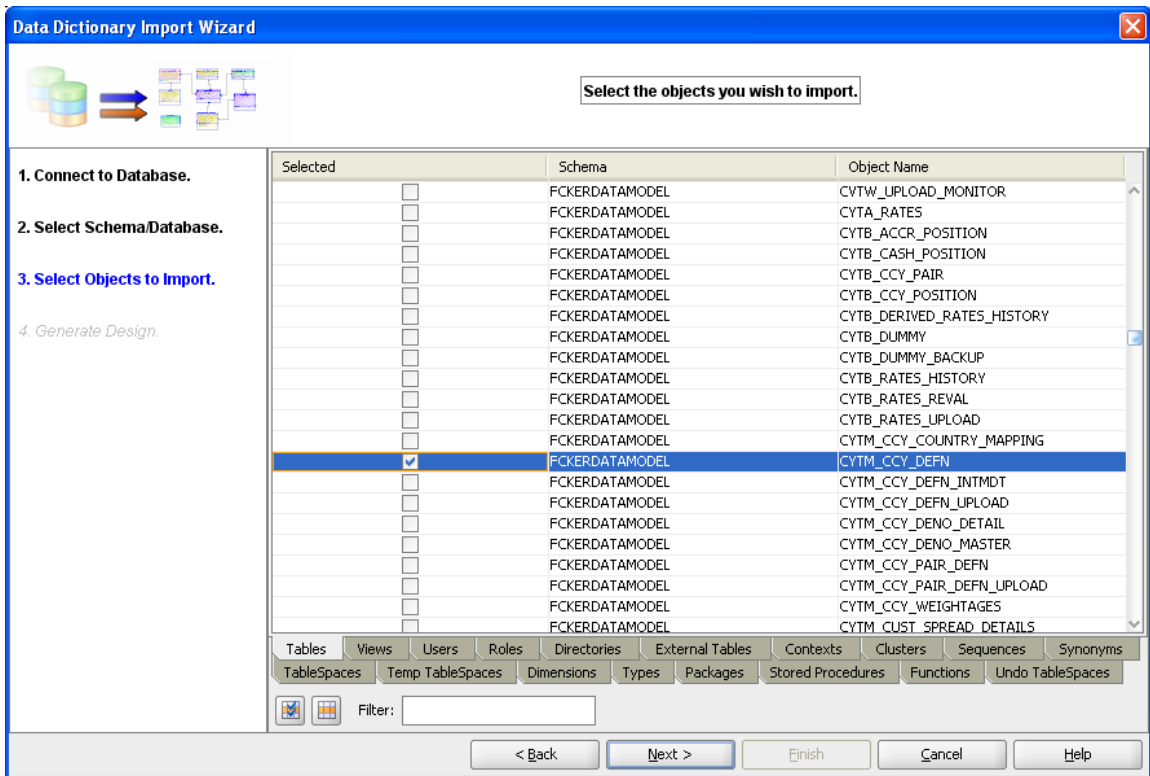 Data Dictionary Import Wizard
Select the objects you wish to import.
1. Connect to Database.
2. Select Schema/Database.
3. Select Objects to Import.
4. Generate Design.
Selected Schema Object Name
FCKERDATAMODEL CVTW_UPLOAD_MONITOR
FCKERDATAMODEL CYTA_RATES
FCKERDATAMODEL CYTB_ACCR_POSITION
FCKERDATAMODEL CYTB_CASH_POSITION
FCKERDATAMODEL CYTB_CCY_PAIR
FCKERDATAMODEL CYTB_CCY_POSITION
FCKERDATAMODEL CYTB_DERIVED_RATES_HISTORY
FCKERDATAMODEL CYTB_DUMMY
FCKERDATAMODEL CYTB_DUMMY_BACKUP
FCKERDATAMODEL CYTB_RATES_HISTORY
FCKERDATAMODEL CYTB_RATES_REVAL
FCKERDATAMODEL CYTB_RATES_UPLOAD
FCKERDATAMODEL CYTM_CCY_COUNTRY_MAPPING
FCKERDATAMODEL CYTM_CCY_DEFN
FCKERDATAMODEL CYTM_CCY_DEFN_INTMDT
FCKERDATAMODEL CYTM_CCY_DEFN_UPLOAD
FCKERDATAMODEL CYTM_CCY_DENO_DETAIL
FCKERDATAMODEL CYTM_CCY_DENO_MASTER
FCKERDATAMODEL CYTM_CCY_PAIR_DEFN
FCKERDATAMODEL CYTM_CCY_PAIR_DEFN_UPLOAD
FCKERDATAMODEL CYTM_CCY_WEIGHTAGES
FCKERDATAMODEL CYTM_CUST_SPREAD_DETAILS
Tables Views Users Roles Directories External Tables Contexts Clusters Sequences Synonyms
TableSpaces Temp TableSpaces Dimensions Types Packages Stored Procedures Functions Undo TableSpaces
Filter:
< Back Next > Finish Cancel Help